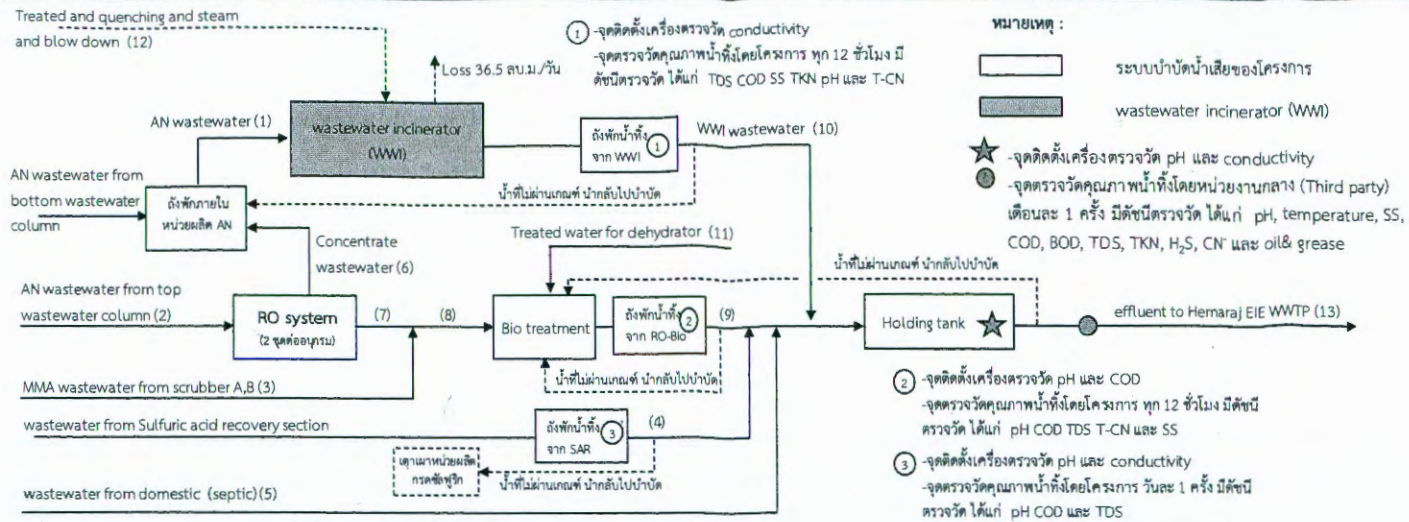 Treated and quenching and steam
and blow down (12)
Loss 36.5 ลบ.ม./วัน
① -จุดติดตั้งเครื่องตรวจวัด conductivity
-จุดตรวจวัดคุณภาพน้ำทิ้งโดยโครงการ ทุก 12 ชั่วโมง มี
ดัชนีตรวจวัด ได้แก่ TDS COD SS TKN pH และ T-CN
หมายเหตุ :
ระบบบำบัดน้ำเสียของโครงการ
wastewater incinerator (WWI)
-จุดติดตั้งเครื่องตรวจวัด pH และ conductivity
-จุดตรวจวัดคุณภาพน้ำทิ้งโดยหน่วยงานกลาง (Third party)
เดือนละ 1 ครั้ง มีดัชนีตรวจวัด ได้แก่ pH, temperature, SS,
COD, BOD, TDS, TKN, H₂S, CN⁻ และ oil& grease
AN wastewater (1)
wastewater incinerator
(WWI)
ถังพักน้ำทิ้ง
จาก WWI
①
WWI wastewater (10)
AN wastewater from
bottom wastewater
column
ถังพักภายใน
หน่วยผลิต AN
น้ำที่ไม่ผ่านเกณฑ์ นำกลับไปบำบัด
Concentrate
wastewater (6)
Treated water for dehydrator (11)
น้ำที่ไม่ผ่านเกณฑ์ นำกลับไปบำบัด
AN wastewater from top
wastewater column (2)
RO system
(2 ชุดต่ออนุกรม)
(7)
(8)
Bio treatment
ถังพักน้ำทิ้ง
จาก RO-Bio
②
(9)
Holding tank
effluent to Hemaraj EIE WWTP (13)
น้ำที่ไม่ผ่านเกณฑ์ นำกลับไปบำบัด
MMA wastewater from scrubber A,B (3)
wastewater from Sulfuric acid recovery section
ถังพักน้ำทิ้ง
จาก SAR
③
(4)
เตาเผาหน่วยผลิต
กรดซัลฟูริก
น้ำที่ไม่ผ่านเกณฑ์ นำกลับไปบำบัด
wastewater from domestic (septic)(5)
② -จุดติดตั้งเครื่องตรวจวัด pH และ COD
-จุดตรวจวัดคุณภาพน้ำทิ้งโดยโครงการ ทุก 12 ชั่วโมง มีดัชนี
ตรวจวัด ได้แก่ pH COD TDS T-CN และ SS
③ -จุดติดตั้งเครื่องตรวจวัด pH และ conductivity
-จุดตรวจวัดคุณภาพน้ำทิ้งโดยโครงการ วันละ 1 ครั้ง มีดัชนี
ตรวจวัด ได้แก่ pH COD และ TDS